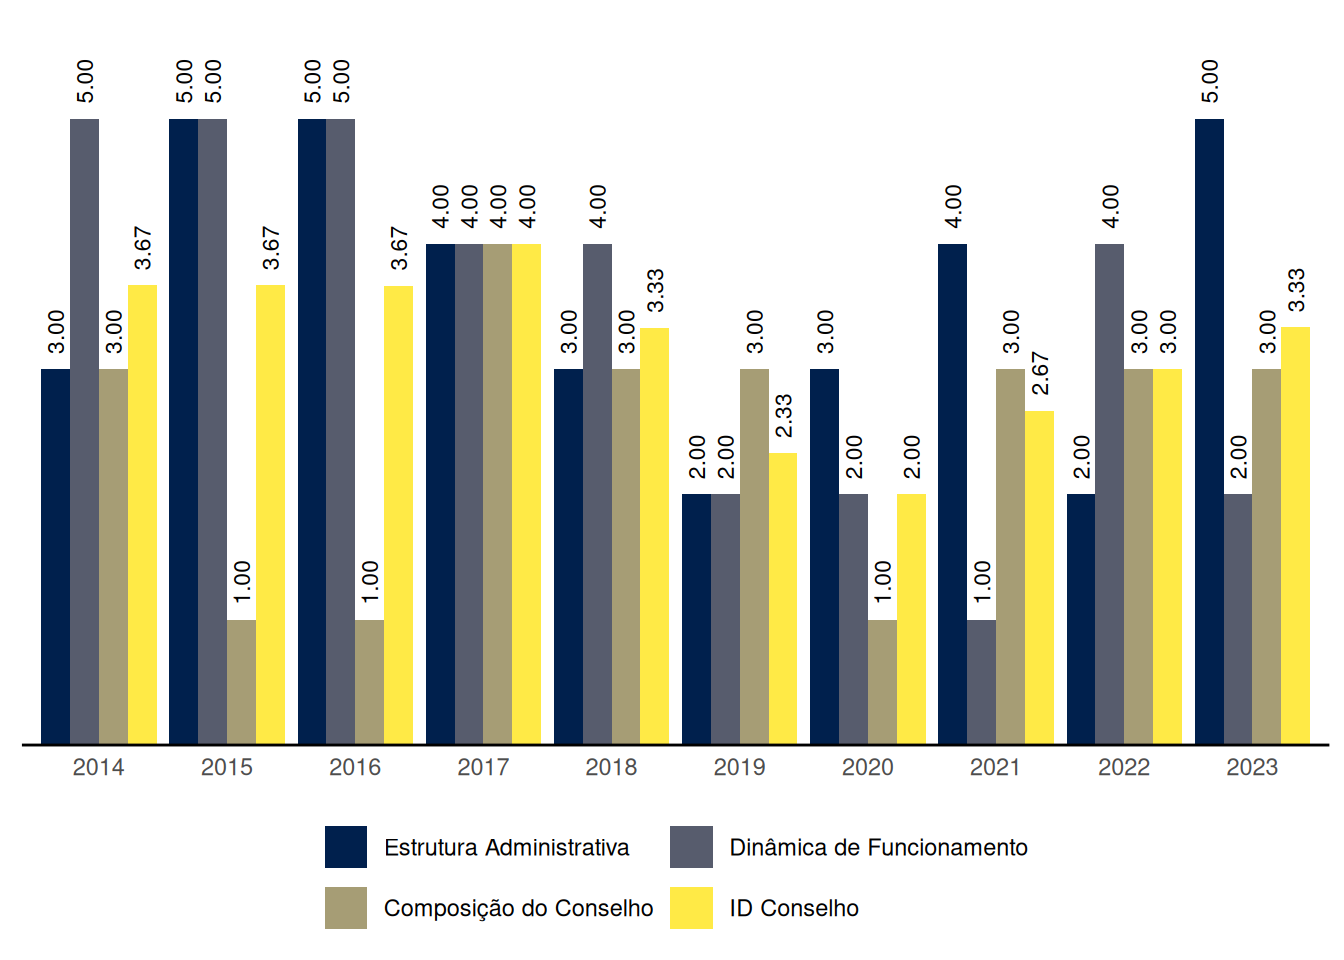 3.00 5.00 3.00 3.67 5.00 5.00 1.00 3.67 5.00 5.00 1.00 3.67 4.00 4.00 4.00 4.00 3.00 4.00 3.00 3.33 2.00 2.00 3.00 2.33 3.00 2.00 1.00 2.00 4.00 1.00 3.00 2.67 2.00 4.00 3.00 3.00 5.00 2.00 3.00 3.33
2014 2015 2016 2017 2018 2019 2020 2021 2022 2023
Estrutura Administrativa Dinâmica de Funcionamento
Composição do Conselho ID Conselho